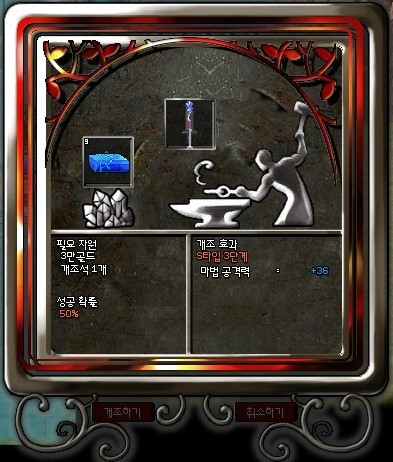 9
필요 자원
3만골드
개조석 1개
성공 확률
50%
개조 효과
S타입 3단계
마법 공격력 : +36
개조하기
취소하기